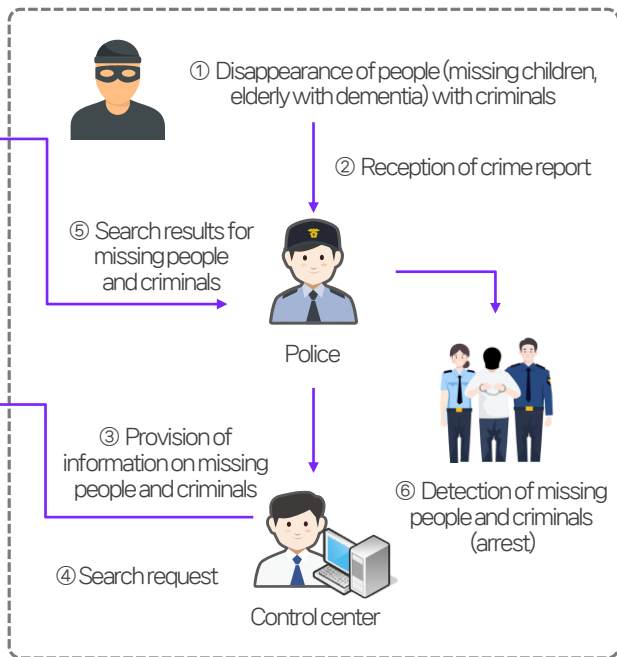 ① Disappearance of people (missing children,
elderly with dementia) with criminals
② Reception of crime report
⑤ Search results for
missing people
and criminals
Police
③ Provision of
information on missing
people and criminals
⑥ Detection of missing
people and criminals
(arrest)
④ Search request
Control center